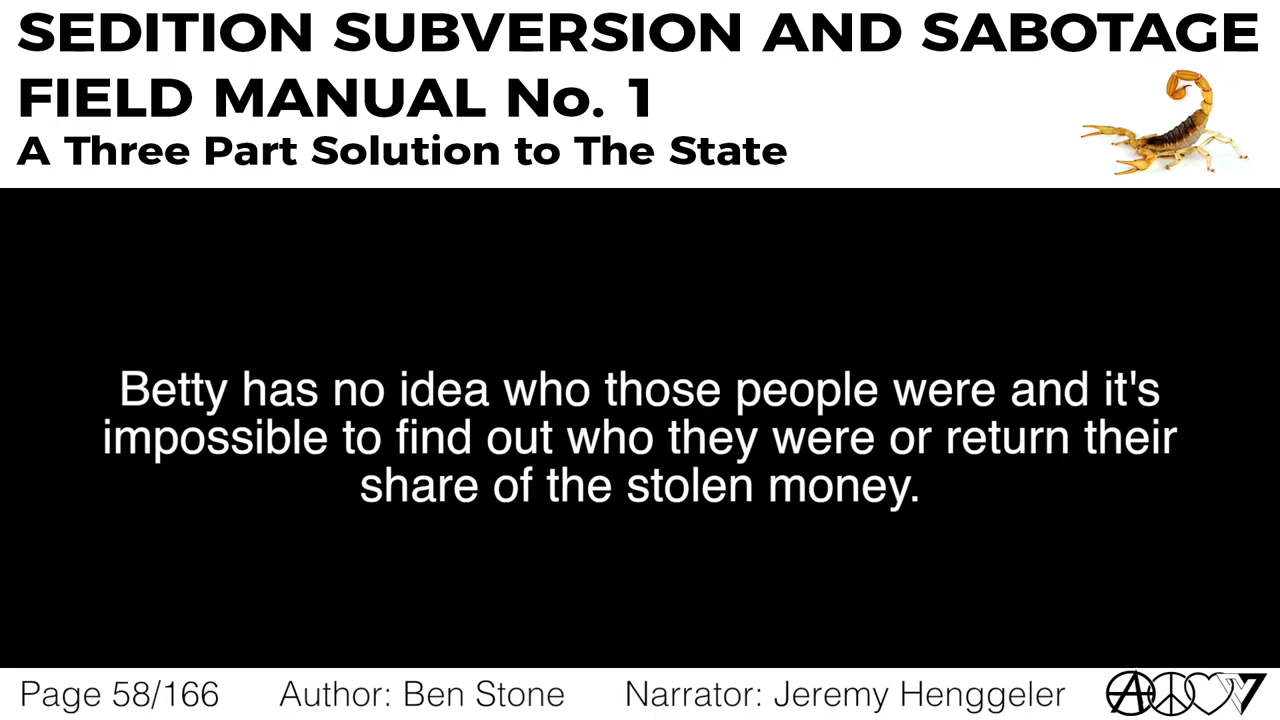 SEDITION SUBVERSION AND SABOTAGE
FIELD MANUAL No. 1
A Three Part Solution to The State
Betty has no idea who those people were and it's
impossible to find out who they were or return their
share of the stolen money.
Page 58/166 Author: Ben Stone Narrator: Jeremy Henggeler